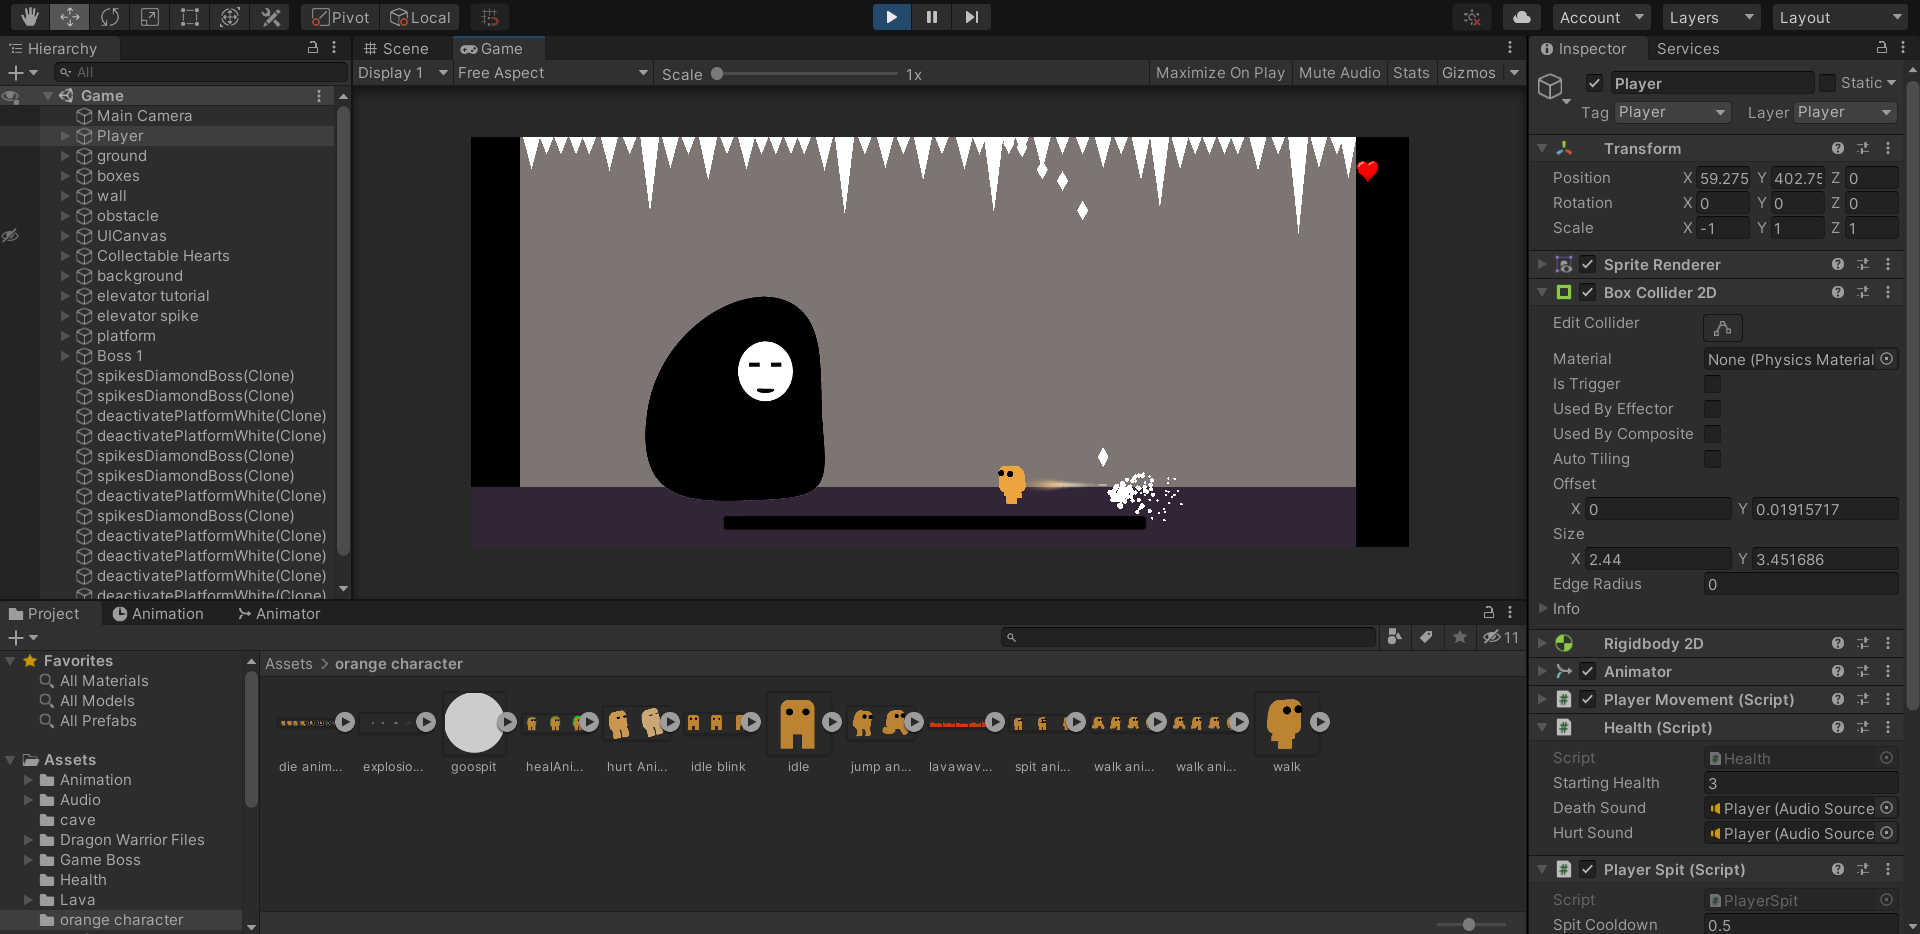 Pivot Local Account Layers Layout
Hierarchy
All
Game
Main Camera
Player
ground
boxes
wall
obstacle
UICanvas
Collectable Hearts
background
elevator tutorial
elevator spike
platform
Boss 1
spikesDiamondBoss(Clone)
spikesDiamondBoss(Clone)
deactivatePlatformWhite(Clone)
deactivatePlatformWhite(Clone)
spikesDiamondBoss(Clone)
spikesDiamondBoss(Clone)
deactivatePlatformWhite(Clone)
spikesDiamondBoss(Clone)
deactivatePlatformWhite(Clone)
deactivatePlatformWhite(Clone)
deactivatePlatformWhite(Clone)
deactivatePlatformWhite(Clone)
Scene Game
Display 1 Free Aspect Scale 1x Maximize On Play Mute Audio Stats Gizmos
Inspector Services
Player Static
Tag Player Layer Player
Transform
Position X 59.275 Y 402.75 Z 0
Rotation X 0 Y 0 Z 0
Scale X -1 Y 1 Z 1
Sprite Renderer
Box Collider 2D
Edit Collider
Material None (Physics Material
Is Trigger
Used By Effector
Used By Composite
Auto Tiling
Offset
X 0 Y 0.01915717
Size
X 2.44 Y 3.451686
Edge Radius 0
Info
Rigidbody 2D
Animator
Player Movement (Script)
Health (Script)
Script Health
Starting Health 3
Death Sound Player (Audio Source
Hurt Sound Player (Audio Source
Player Spit (Script)
Script PlayerSpit
Spit Cooldown 0.5
Project Animation Animator
11
Favorites
All Materials
All Models
All Prefabs
Assets
Animation
Audio
cave
Dragon Warrior Files
Game Boss
Health
Lava
orange character
Assets > orange character
die anim... explosio... goospit healAni... hurt Ani... idle blink idle jump an... lavawav... spit ani... walk ani... walk ani... walk